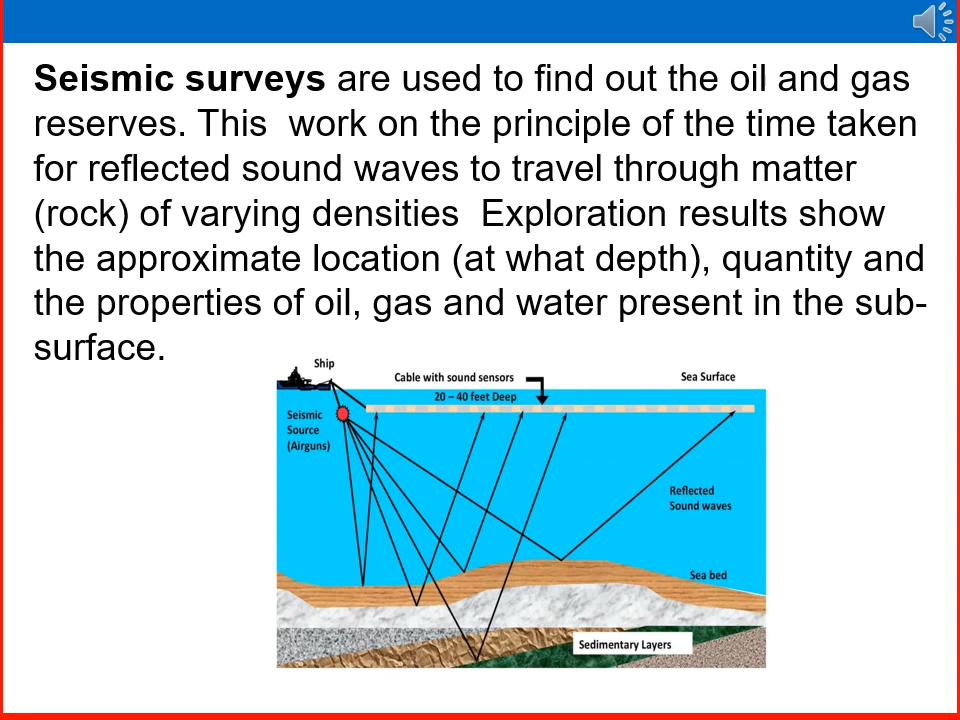 Seismic surveys are used to find out the oil and gas
reserves. This  work on the principle of the time taken
for reflected sound waves to travel through matter
(rock) of varying densities  Exploration results show
the approximate location (at what depth), quantity and
the properties of oil, gas and water present in the sub-
surface.
Ship
Cable with sound sensors
Sea Surface
20 – 40 feet Deep
Seismic
Source
(Airguns)
Reflected
Sound waves
Sea bed
Sedimentary Layers